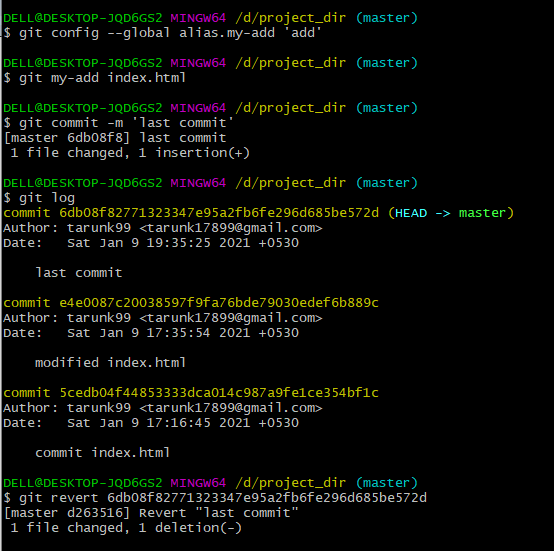 DELL@DESKTOP-JQD6GS2 MINGW64 /d/project_dir (master)
$ git config --global alias.my-add 'add'
DELL@DESKTOP-JQD6GS2 MINGW64 /d/project_dir (master)
$ git my-add index.html
DELL@DESKTOP-JQD6GS2 MINGW64 /d/project_dir (master)
$ git commit -m 'last commit'
[master 6db08f8] last commit
 1 file changed, 1 insertion(+)
DELL@DESKTOP-JQD6GS2 MINGW64 /d/project_dir (master)
$ git log
commit 6db08f82771323347e95a2fb6fe296d685be572d (HEAD -> master)
Author: tarunk99 <tarunk17899@gmail.com>
Date:   Sat Jan 9 19:35:25 2021 +0530
    last commit
commit e4e0087c20038597f9fa76bde79030edef6b889c
Author: tarunk99 <tarunk17899@gmail.com>
Date:   Sat Jan 9 17:35:54 2021 +0530
    modified index.html
commit 5cedb04f44853333dca014c987a9fe1ce354bf1c
Author: tarunk99 <tarunk17899@gmail.com>
Date:   Sat Jan 9 17:16:45 2021 +0530
    commit index.html
DELL@DESKTOP-JQD6GS2 MINGW64 /d/project_dir (master)
$ git revert 6db08f82771323347e95a2fb6fe296d685be572d
[master d263516] Revert "last commit"
 1 file changed, 1 deletion(-)